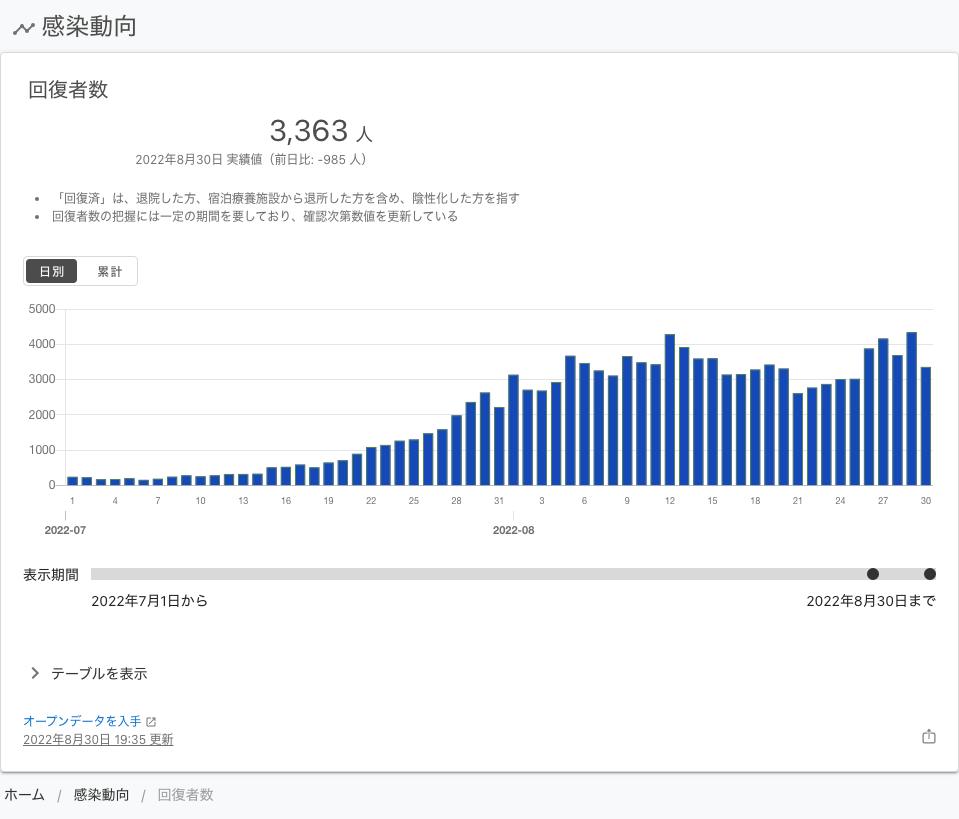 感染動向
回復者数
3,363 人
2022年8月30日 実績値（前日比: -985 人）
• 「回復済」は、退院した方、宿泊療養施設から退所した方を含め、陰性化した方を指す
• 回復者数の把握には一定の期間を要しており、確認次第数値を更新している
日別 累計
5000
4000
3000
2000
1000
0
1 4 7 10 13 16 19 22 25 28 31 3 6 9 12 15 18 21 24 27 30
2022-07 2022-08
表示期間
2022年7月1日から 2022年8月30日まで
テーブルを表示
オープンデータを入手
2022年8月30日 19:35 更新
ホーム / 感染動向 / 回復者数